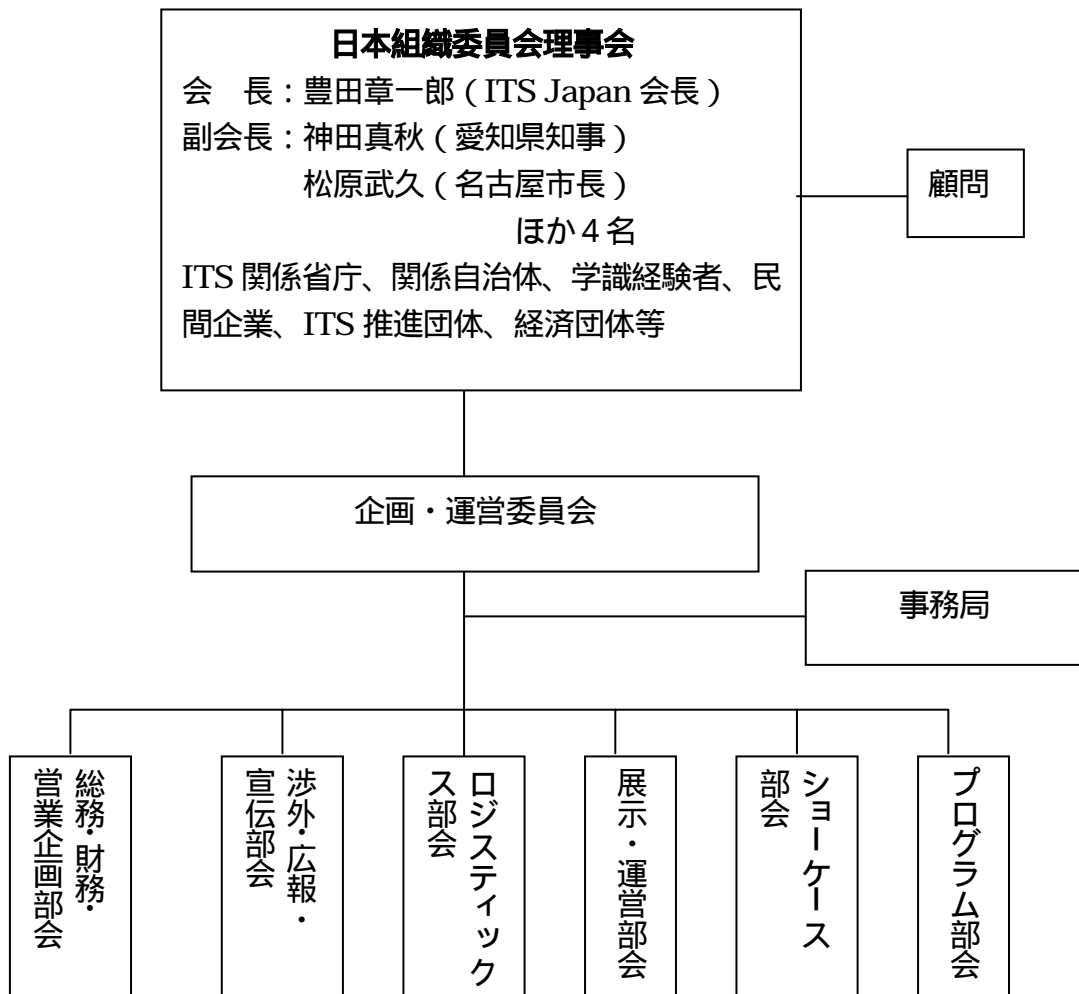 日本組織委員会理事会
会　長：豊田章一郎（ITS Japan 会長）
副会長：神田真秋（愛知県知事）
松原武久（名古屋市長）
ほか４名
ITS 関係省庁、関係自治体、学識経験者、民
間企業、ITS 推進団体、経済団体等
顧問
企画・運営委員会
事務局
総務・財務・
営業企画部会
渉外・広報・
宣伝部会
ロジスティック
ス部会
展示・運営部会
ショーケース
部会
プログラム部会